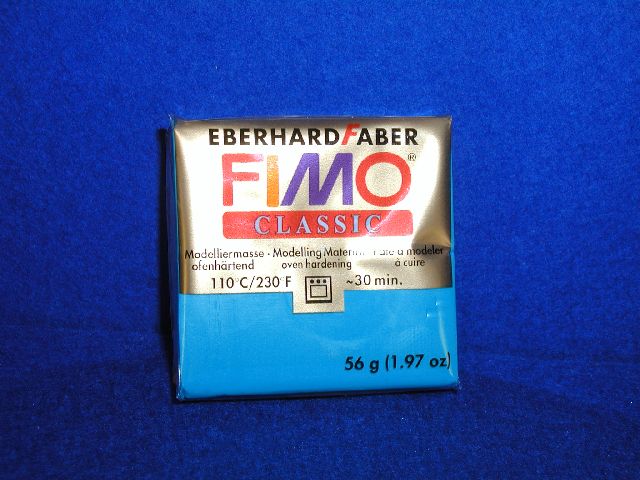 EBERHARDFABER
FIMO®
CLASSIC
Modelliermasse · Modelling Material · Pâte à modeler
ofenhärtend oven hardening à cuire
110°C/230°F ~30 min.
56 g (1.97 oz)